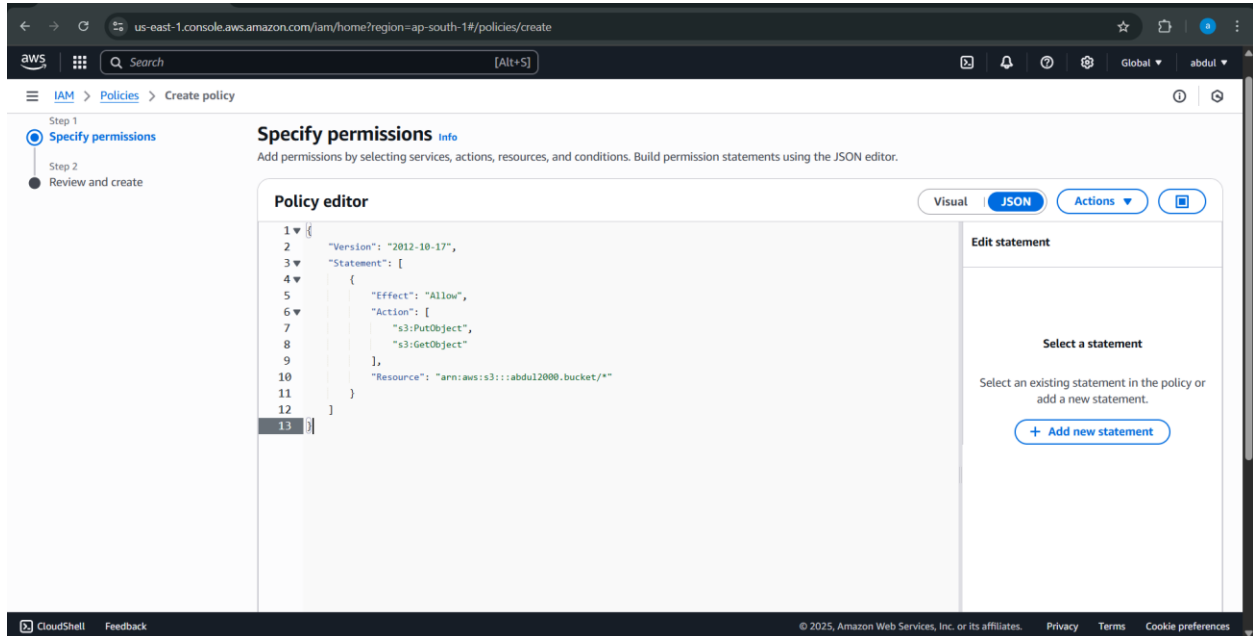 us-east-1.console.aws.amazon.com/iam/home?region=ap-south-1#/policies/create
a
aws
Search
[Alt+S]
Global
abdul
IAM > Policies > Create policy
Step 1
Specify permissions
Step 2
Review and create
Specify permissions Info
Add permissions by selecting services, actions, resources, and conditions. Build permission statements using the JSON editor.
Policy editor
Visual
JSON
Actions
1 {
2 "Version": "2012-10-17",
3 "Statement": [
4 {
5 "Effect": "Allow",
6 "Action": [
7 "s3:PutObject",
8 "s3:GetObject"
9 ],
10 "Resource": "arn:aws:s3:::abdul2000.bucket/*"
11 }
12 ]
13 }
Edit statement
Select a statement
Select an existing statement in the policy or
add a new statement.
+ Add new statement
CloudShell
Feedback
© 2025, Amazon Web Services, Inc. or its affiliates.
Privacy
Terms
Cookie preferences